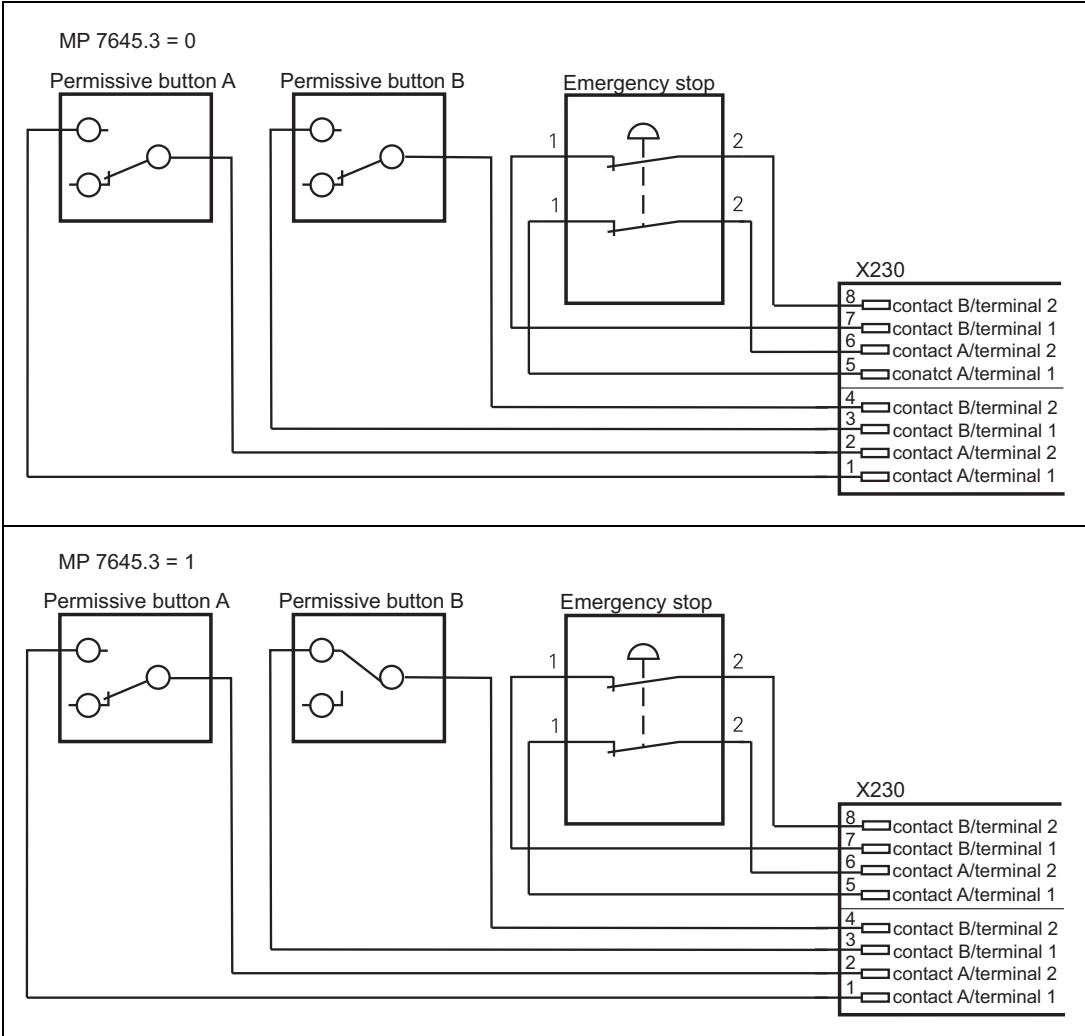 MP 7645.3 = 0
Permissive button A
Permissive button B
Emergency stop
1
2
1
2
X230
8 contact B/terminal 2
7 contact B/terminal 1
6 contact A/terminal 2
5 conatct A/terminal 1
4 contact B/terminal 2
3 contact B/terminal 1
2 contact A/terminal 2
1 contact A/terminal 1
MP 7645.3 = 1
Permissive button A
Permissive button B
Emergency stop
1
2
1
2
X230
8 contact B/terminal 2
7 contact B/terminal 1
6 contact A/terminal 2
5 contact A/terminal 1
4 contact B/terminal 2
3 contact B/terminal 1
2 contact A/terminal 2
1 contact A/terminal 1